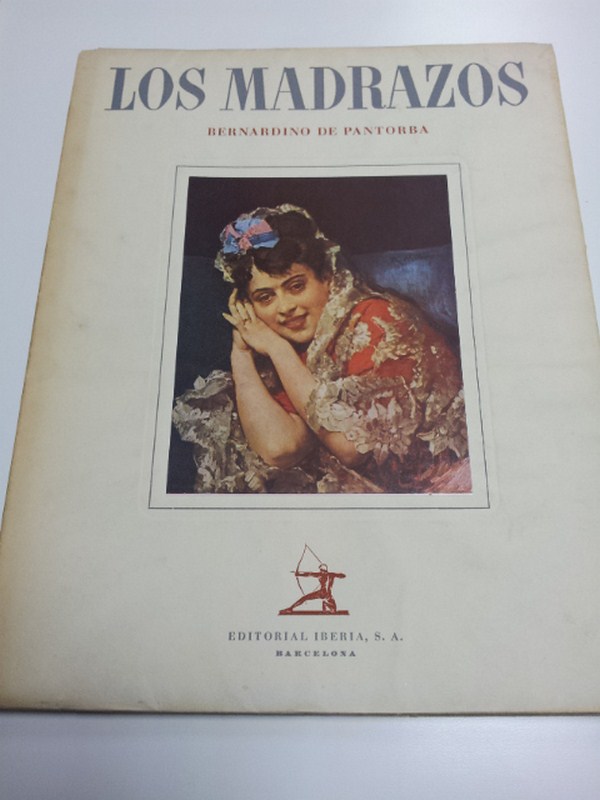 LOS MADRAZOS
BERNARDINO DE PANTORBA
EDITORIAL IBERIA, S. A.
BARCELONA